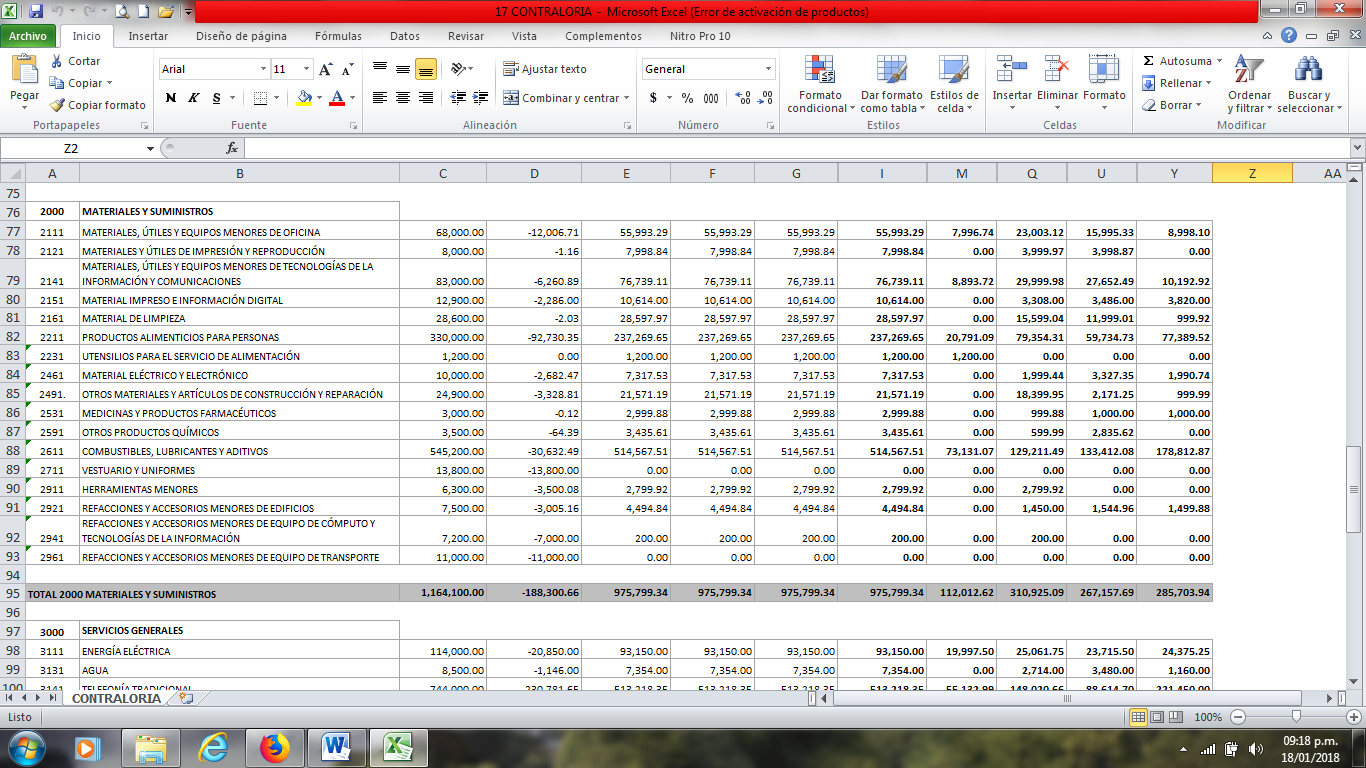 17 CONTRALORIA - Microsoft Excel (Error de activación de productos)
Archivo Inicio Insertar Diseño de página Fórmulas Datos Revisar Vista Complementos Nitro Pro 10
Pegar Cortar Copiar Copiar formato Portapapeles
Arial 11 A A N K S A Fuente
Ajustar texto Combinar y centrar Alineación
General $ % 000 Número
Formato condicional Dar formato como tabla Estilos de celda Estilos
Insertar Eliminar Formato Celdas
Σ Autosuma Rellenar Borrar Ordenar y filtrar Buscar y seleccionar Modificar
Z2 fx
A B C D E F G I M Q U Y Z AA
75
76 2000 MATERIALES Y SUMINISTROS
77 2111 MATERIALES, ÚTILES Y EQUIPOS MENORES DE OFICINA 68,000.00 -12,006.71 55,993.29 55,993.29 55,993.29 55,993.29 7,996.74 23,003.12 15,995.33 8,998.10
78 2121 MATERIALES Y ÚTILES DE IMPRESIÓN Y REPRODUCCIÓN 8,000.00 -1.16 7,998.84 7,998.84 7,998.84 7,998.84 0.00 3,999.97 3,998.87 0.00
MATERIALES, ÚTILES Y EQUIPOS MENORES DE TECNOLOGÍAS DE LA
79 2141 INFORMACIÓN Y COMUNICACIONES 83,000.00 -6,260.89 76,739.11 76,739.11 76,739.11 76,739.11 8,893.72 29,999.98 27,652.49 10,192.92
80 2151 MATERIAL IMPRESO E INFORMACIÓN DIGITAL 12,900.00 -2,286.00 10,614.00 10,614.00 10,614.00 10,614.00 0.00 3,308.00 3,486.00 3,820.00
81 2161 MATERIAL DE LIMPIEZA 28,600.00 -2.03 28,597.97 28,597.97 28,597.97 28,597.97 0.00 15,599.04 11,999.01 999.92
82 2211 PRODUCTOS ALIMENTICIOS PARA PERSONAS 330,000.00 -92,730.35 237,269.65 237,269.65 237,269.65 237,269.65 20,791.09 79,354.31 59,734.73 77,389.52
83 2231 UTENSILIOS PARA EL SERVICIO DE ALIMENTACIÓN 1,200.00 0.00 1,200.00 1,200.00 1,200.00 1,200.00 1,200.00 0.00 0.00 0.00
84 2461 MATERIAL ELÉCTRICO Y ELECTRÓNICO 10,000.00 -2,682.47 7,317.53 7,317.53 7,317.53 7,317.53 0.00 1,999.44 3,327.35 1,990.74
85 2491. OTROS MATERIALES Y ARTÍCULOS DE CONSTRUCCIÓN Y REPARACIÓN 24,900.00 -3,328.81 21,571.19 21,571.19 21,571.19 21,571.19 0.00 18,399.95 2,171.25 999.99
86 2531 MEDICINAS Y PRODUCTOS FARMACÉUTICOS 3,000.00 -0.12 2,999.88 2,999.88 2,999.88 2,999.88 0.00 999.88 1,000.00 1,000.00
87 2591 OTROS PRODUCTOS QUÍMICOS 3,500.00 -64.39 3,435.61 3,435.61 3,435.61 3,435.61 0.00 599.99 2,835.62 0.00
88 2611 COMBUSTIBLES, LUBRICANTES Y ADITIVOS 545,200.00 -30,632.49 514,567.51 514,567.51 514,567.51 514,567.51 73,131.07 129,211.49 133,412.08 178,812.87
89 2711 VESTUARIO Y UNIFORMES 13,800.00 -13,800.00 0.00 0.00 0.00 0.00 0.00 0.00 0.00 0.00
90 2911 HERRAMIENTAS MENORES 6,300.00 -3,500.08 2,799.92 2,799.92 2,799.92 2,799.92 0.00 2,799.92 0.00 0.00
91 2921 REFACCIONES Y ACCESORIOS MENORES DE EDIFICIOS 7,500.00 -3,005.16 4,494.84 4,494.84 4,494.84 4,494.84 0.00 1,450.00 1,544.96 1,499.88
REFACCIONES Y ACCESORIOS MENORES DE EQUIPO DE CÓMPUTO Y
92 2941 TECNOLOGÍAS DE LA INFORMACIÓN 7,200.00 -7,000.00 200.00 200.00 200.00 200.00 0.00 200.00 0.00 0.00
93 2961 REFACCIONES Y ACCESORIOS MENORES DE EQUIPO DE TRANSPORTE 11,000.00 -11,000.00 0.00 0.00 0.00 0.00 0.00 0.00 0.00 0.00
94
95 TOTAL 2000 MATERIALES Y SUMINISTROS 1,164,100.00 -188,300.66 975,799.34 975,799.34 975,799.34 975,799.34 112,012.62 310,925.09 267,157.69 285,703.94
96
97 3000 SERVICIOS GENERALES
98 3111 ENERGÍA ELÉCTRICA 114,000.00 -20,850.00 93,150.00 93,150.00 93,150.00 93,150.00 19,997.50 25,061.75 23,715.50 24,375.25
99 3131 AGUA 8,500.00 -1,146.00 7,354.00 7,354.00 7,354.00 7,354.00 0.00 2,714.00 3,480.00 1,160.00
100 3141 TELEFONÍA TRADICIONAL 744,000.00 -230,781.65 513,218.35 513,218.35 513,218.35 513,218.35 55,132.99 148,020.66 88,614.70 221,450.00
CONTRALORIA
Listo 100%
09:18 p.m.
18/01/2018